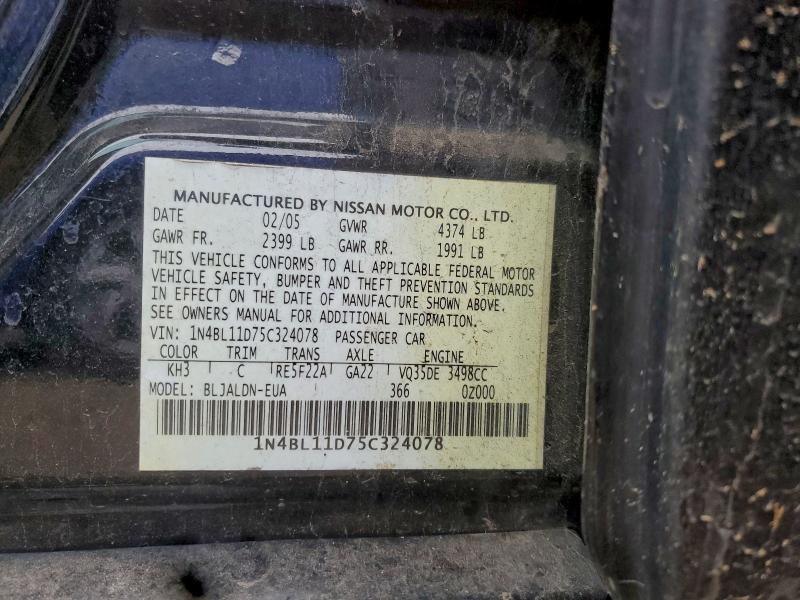 MANUFACTURED BY NISSAN MOTOR CO., LTD.
DATE 02/05 GVWR 4374 LB
GAWR FR. 2399 LB GAWR RR. 1991 LB
THIS VEHICLE CONFORMS TO ALL APPLICABLE FEDERAL MOTOR
VEHICLE SAFETY, BUMPER AND THEFT PREVENTION STANDARDS
IN EFFECT ON THE DATE OF MANUFACTURE SHOWN ABOVE.
SEE OWNERS MANUAL FOR ADDITIONAL INFORMATION.
VIN: 1N4BL11D75C324078 PASSENGER CAR
COLOR TRIM TRANS AXLE ENGINE
KH3 C RE5F22A GA22 VQ35DE 3498CC
MODEL: BLJALDN-EUA 366 0Z000
1N4BL11D75C324078